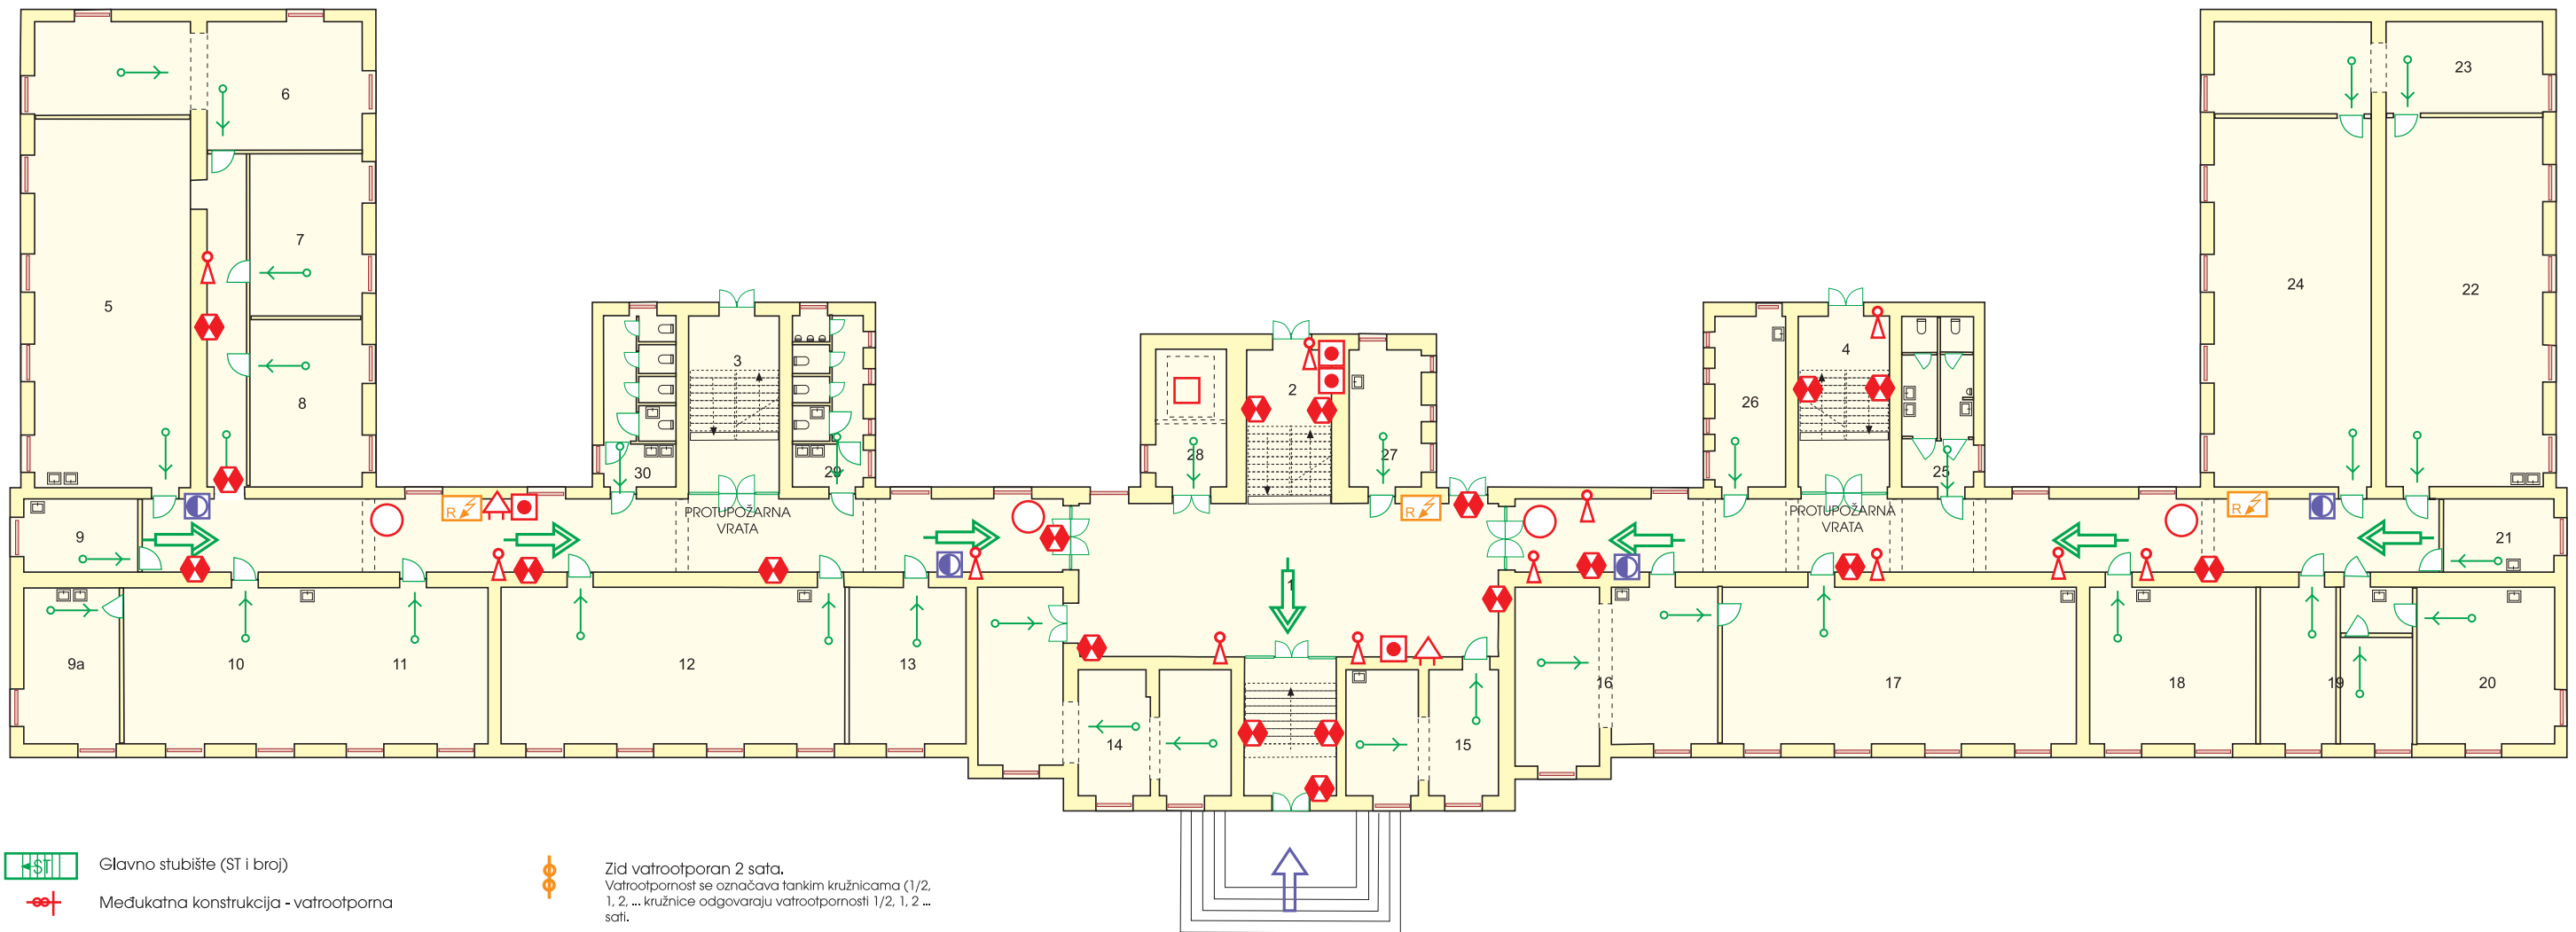 23
6
7
5
24
22
3
4
2
8
26
28
27
30
29
25
R
R
R
PROTUPOŽARNA
VRATA
PROTUPOŽARNA
VRATA
9
21
1
9a
10
11
12
13
16
17
18
19
20
14
15
ST
Glavno stubište (ST i broj)
Međukatna konstrukcija - vatrootporna
Zid vatrootporan 2 sata.
Vatrootpornost se označava tankim kružnicama (1/2,
1, 2, ... kružnice odgovaraju vatrootpornosti 1/2, 1, 2 ...
sati.